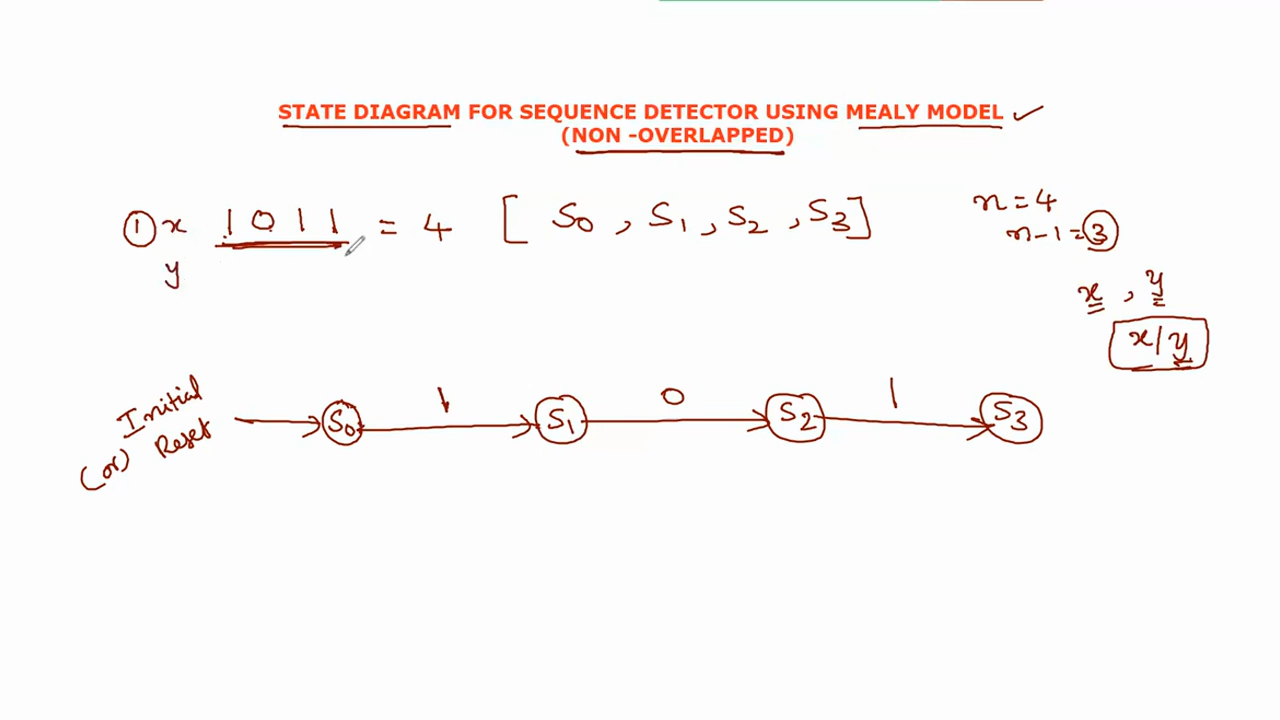 STATE DIAGRAM FOR SEQUENCE DETECTOR USING MEALY MODEL ✓
(NON -OVERLAPPED)
① x 1 0 1 1 = 4 [ S0 , S1 , S2 , S3 ]
n = 4
n-1 = 3
y
x , y
x/y
Initial
(or) Reset
1 0 1
S0 S1 S2 S3